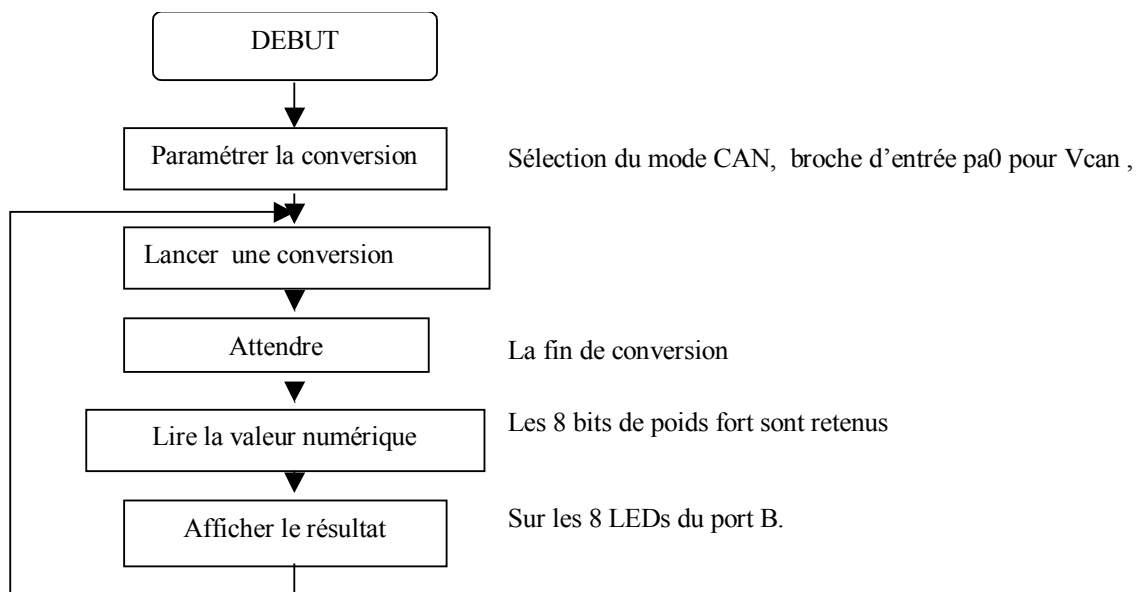 DEBUT
Paramétrer la conversion
Sélection du mode CAN, broche d'entrée pa0 pour Vcan ,
Lancer une conversion
Attendre
La fin de conversion
Lire la valeur numérique
Les 8 bits de poids fort sont retenus
Afficher le résultat
Sur les 8 LEDs du port B.